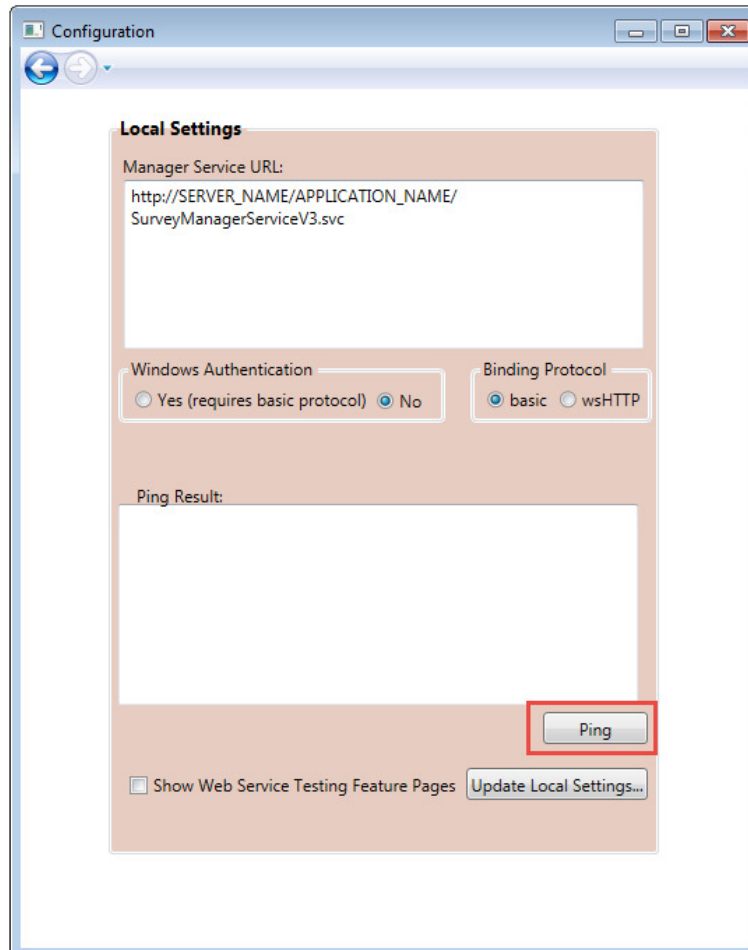 Configuration
Local Settings
Manager Service URL:
http://SERVER_NAME/APPLICATION_NAME/
SurveyManagerServiceV3.svc
Windows Authentication
Binding Protocol
Yes (requires basic protocol) No
basic wsHTTP
Ping Result:
Ping
Show Web Service Testing Feature Pages
Update Local Settings...